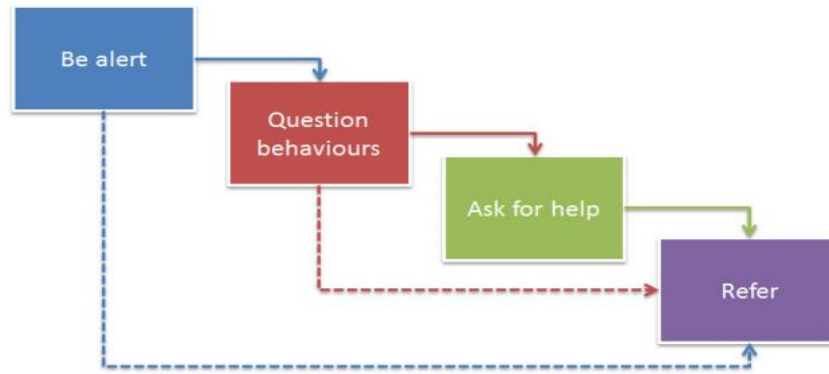 Be alert
Question
behaviours
Ask for help
Refer